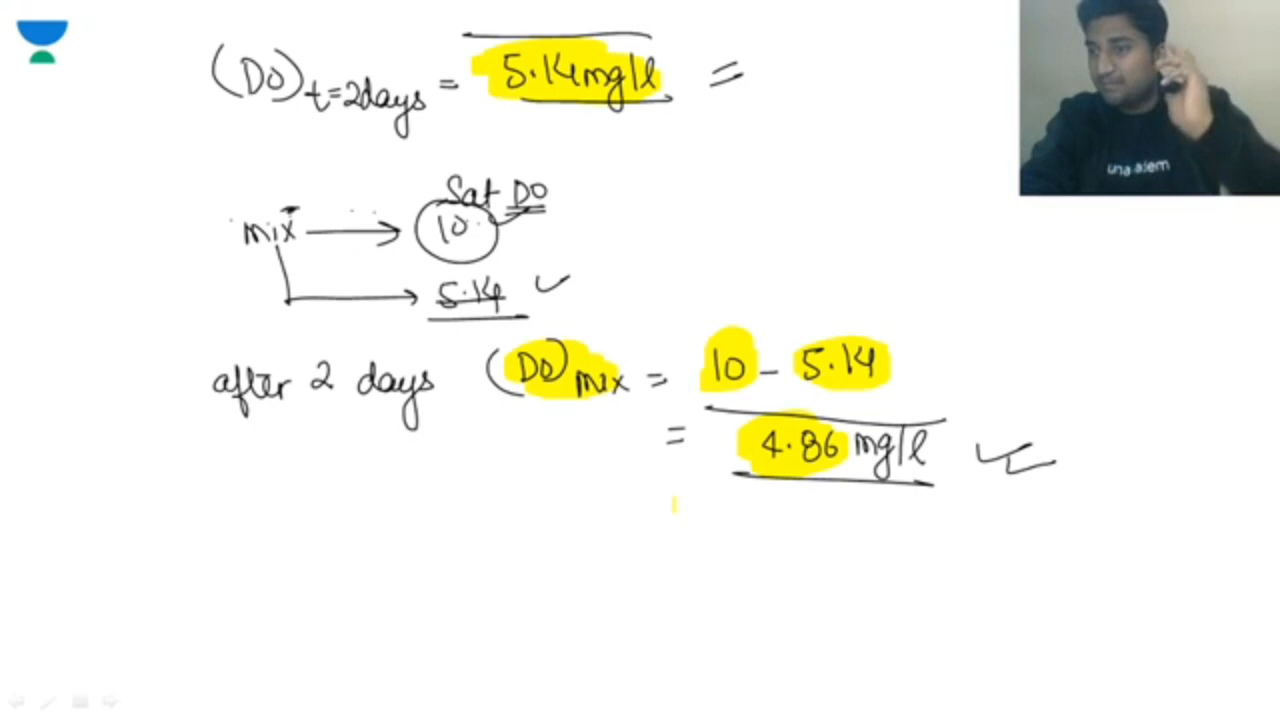 (DO)t=2days = 5.14mg/l =
Sat DO
mix → 10
→ 5.14 ✓
after 2 days (DO)mix = 10 - 5.14
= 4.86 mg/l ✓